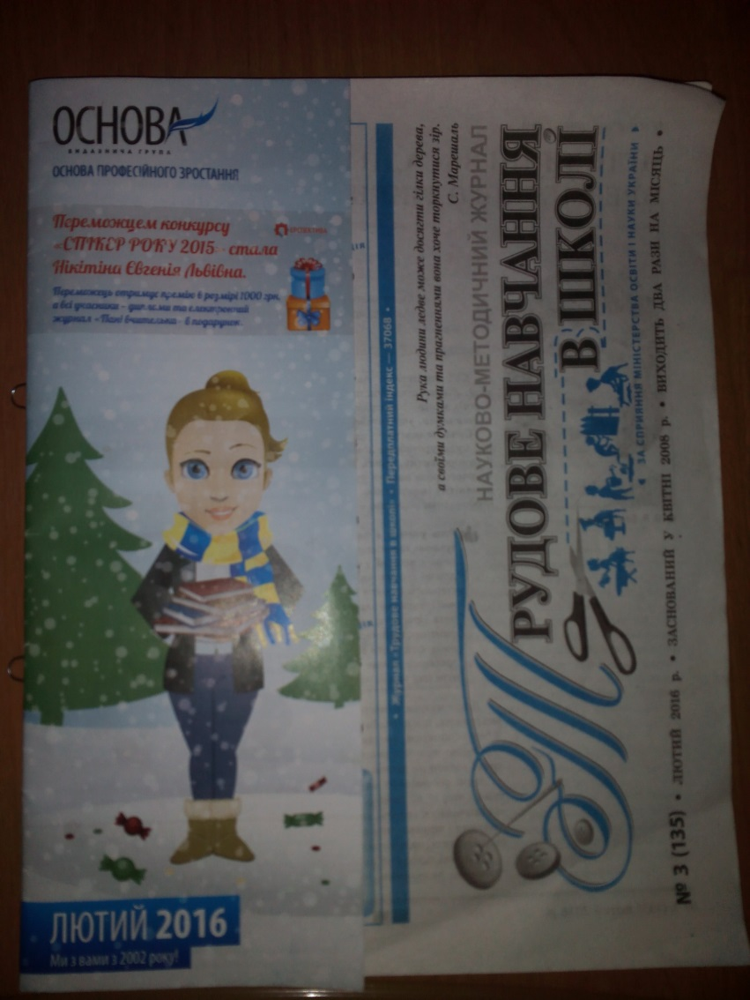 ОСНОВА
ВИДАВНИЧА ГРУПА
ОСНОВА ПРОФЕСІЙНОГО ЗРОСТАННЯ
Переможцем конкурсу
«СПІКЕР РОКУ 2015» стала
Нікітіна Євгенія Львівна.
Переможець отримує премію в розмірі 1000 грн,
а всі учасники – дипломи та електронний
журнал «Пані вчителька» в подарунок.
ЛЮТИЙ 2016
Ми з вами з 2002 року!
• Журнал «Трудове навчання в школі» • Передплатний індекс — 37068 •
Рука людини ледве може досягти гілки дерева,
а своїми думками та прагненнями вона хоче торкнутися зір.
С. Марешаль
НАУКОВО-МЕТОДИЧНИЙ ЖУРНАЛ
ТРУДОВЕ НАВЧАННЯ
В ШКОЛІ
ЗА СПРИЯННЯ МІНІСТЕРСТВА ОСВІТИ І НАУКИ УКРАЇНИ
№ 3 (135) • ЛЮТИЙ 2016 р. • ЗАСНОВАНИЙ У КВІТНІ 2008 р. • ВИХОДИТЬ ДВА РАЗИ НА МІСЯЦЬ •